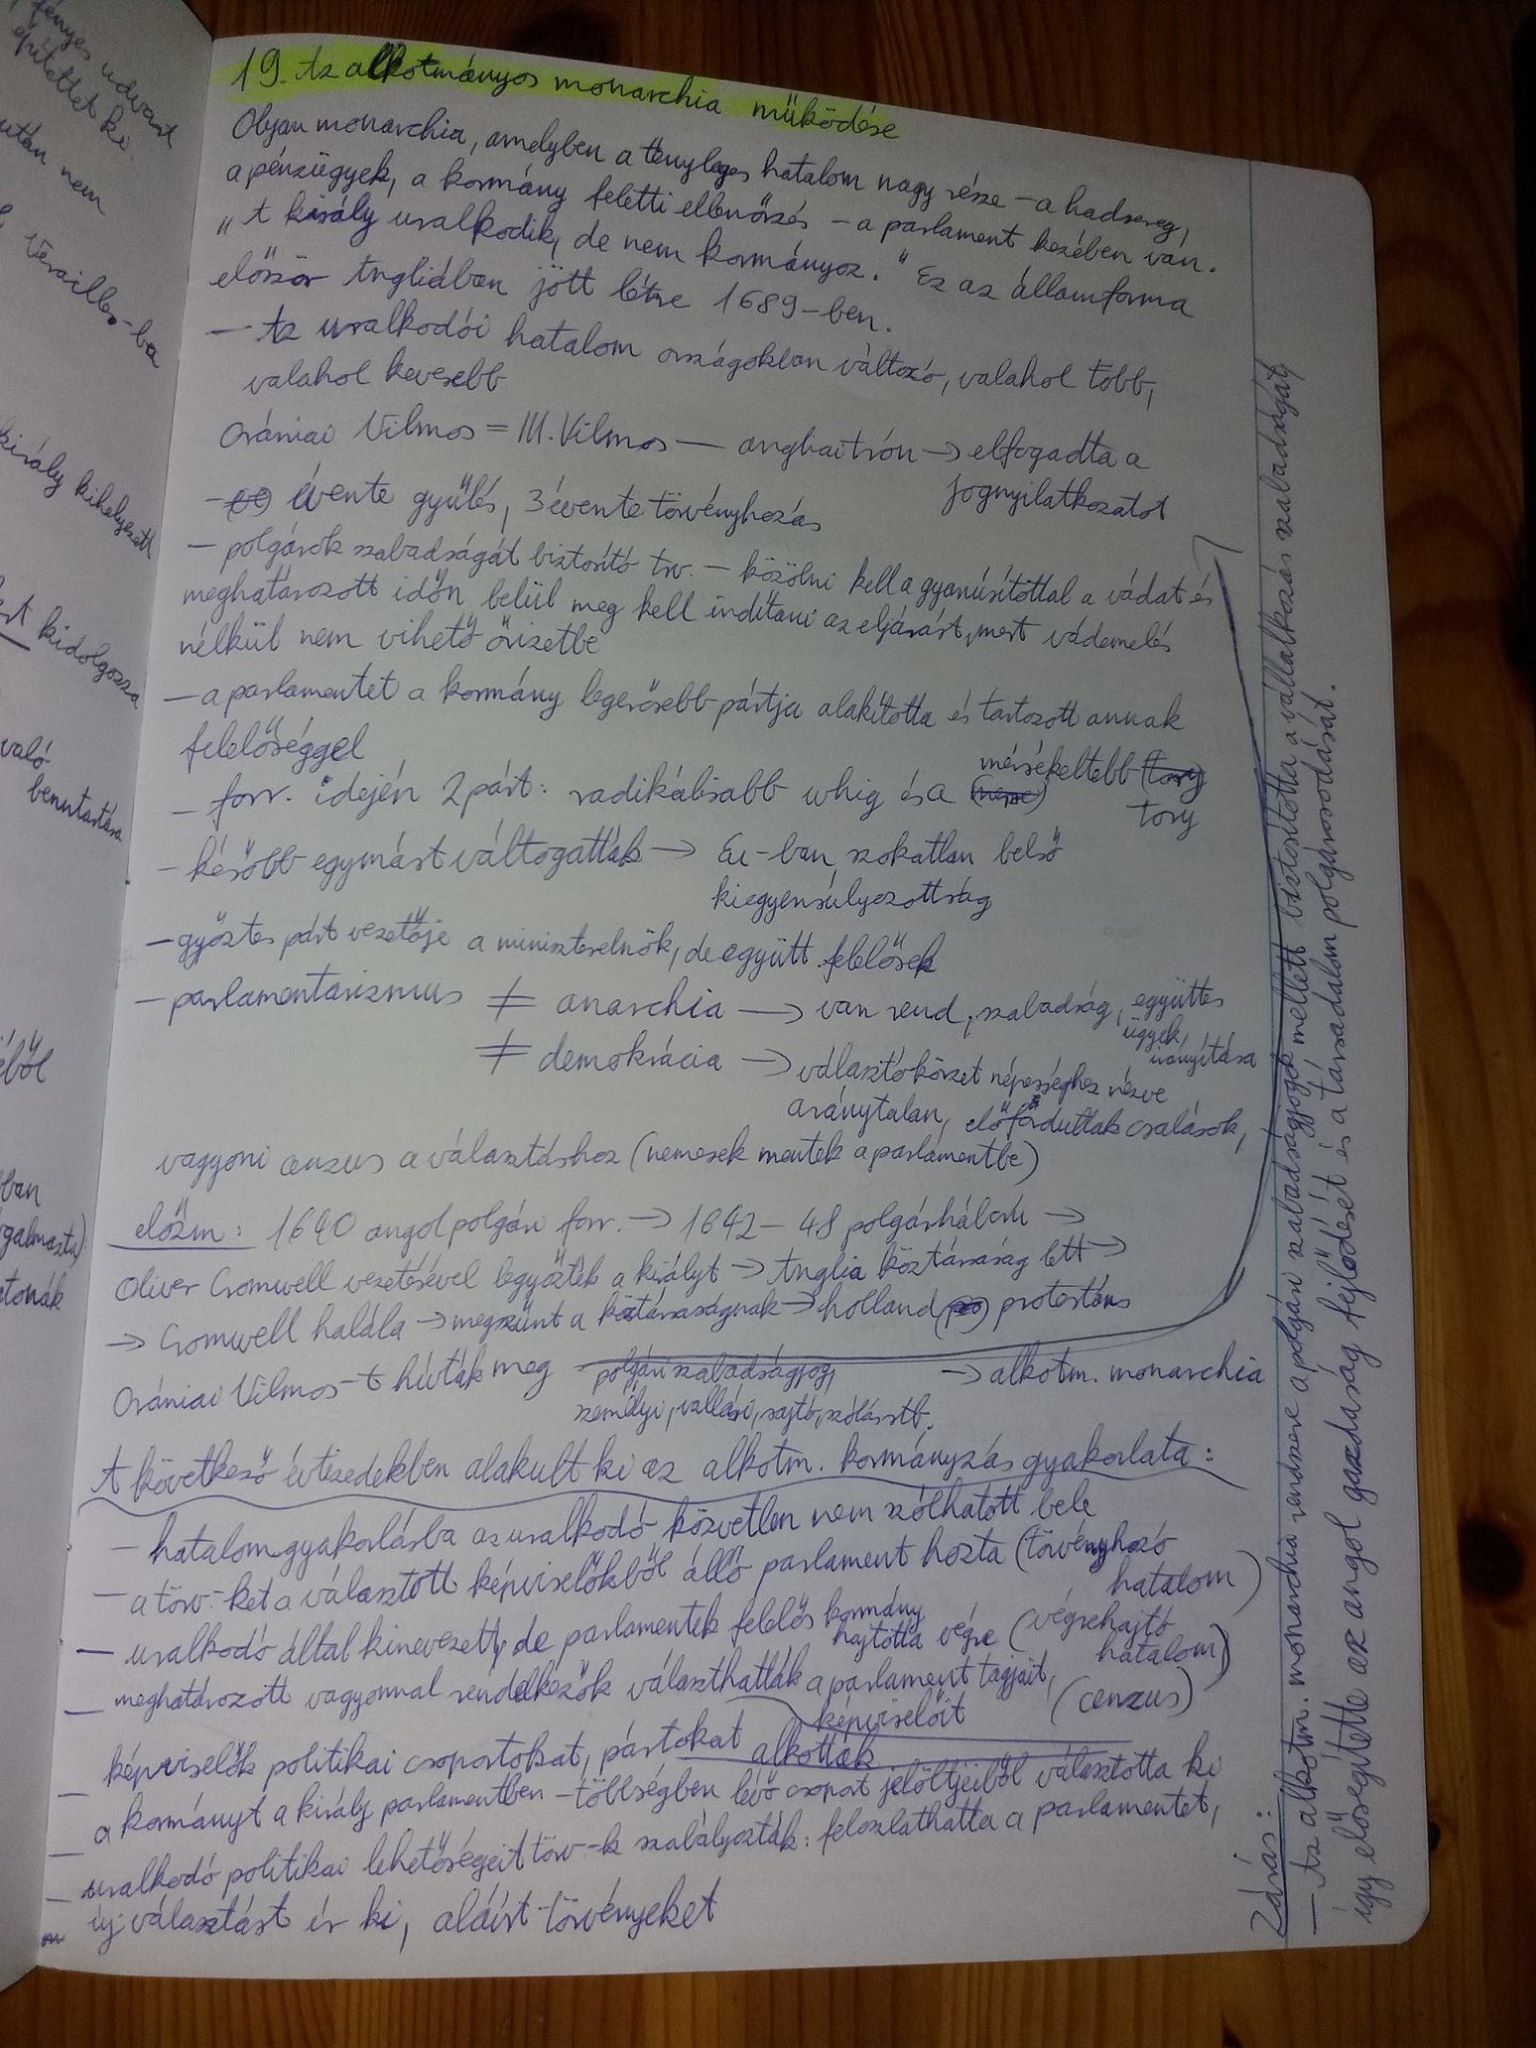 fényes udvart
építtetett ki.
után nem
Versailles-ba
király kihelyezett
kidolgozza
való
benntartása
ből
ban
tonák
19. Az alkotmányos monarchia működése
Olyan monarchia, amelyben a tényleges hatalom nagy része – a hadsereg,
a pénzügyek, a kormány feletti ellenőrzés – a parlament kezében van.
„A király uralkodik, de nem kormányoz." Ez az államforma
először Angliában jött létre 1689-ben.
– Az uralkodói hatalom országokban változó, valahol több,
valahol kevesebb
Orániai Vilmos = III. Vilmos — angliai trón → elfogadta a
jognyilatkozatot
– évente gyűlés, 3 évente törvényhozás
– polgárok szabadságát biztosító tv. – közölni kell a gyanúsítottal a vádat és
meghatározott időn belül meg kell indítani az eljárást, mert vádemelés
nélkül nem vihető őrizetbe
– a parlamentet a kormány legerősebb pártja alakította és tartozott annak
felelőséggel
– forr. idején 2 párt: radikálisabb whig és a mérsékeltebb (tory)
tory
– később egymást váltogatták → Eu-ban szokatlan belső
kiegyensúlyozottság
– győztes párt vezetője a miniszterelnök, de együtt felelősek
– parlamentarizmus ≠ anarchia → van rend, szabadság, együttes
ügyek,
irányítása
≠ demokrácia → választókörzet népességhez nézve
aránytalan, előfordultak csalások,
vagyoni cenzus a választáshoz (nemesek mentek a parlamentbe)
előzm: 1640 angol polgári forr. → 1642–48 polgárháború →
Oliver Cromwell vezetésével legyőzték a királyt → Anglia köztársaság lett →
→ Cromwell halála → megszűnt a köztársaságnak → holland protestáns
Orániai Vilmos-t hívták meg → alkotm. monarchia
polgári szabadságjog,
személyi, vallási, sajtó, szólás stb.
A következő évtizedekben alakult ki az alkotm. kormányzás gyakorlata:
– hatalomgyakorlásba az uralkodó közvetlen nem szólhatott bele
– a törv.-ket a választott képviselőkből álló parlament hozta (törvényhozó
hatalom)
– uralkodó által kinevezett, de parlamentek felelős kormány
hajtotta végre (végrehajtó
hatalom)
– meghatározott vagyonnal rendelkezők választhatták a parlament tagjait,
képviselőit (cenzus)
– képviselők politikai csoportokat, pártokat alkottak
– a kormányt a király parlamentben – többségben lévő csoport jelöltjeiből választotta ki
– uralkodó politikai lehetőségeit törv-k szabályozták: feloszlathatta a parlamentet,
új választást ír ki, aláírt törvényeket
Zárás:
– Az alkotm. monarchia rendszere a polgári szabadságjogok mellett biztosította a vállalkozás szabadságát,
így elősegítette az angol gazdaság fejlődését és a társadalom polgárosodását.